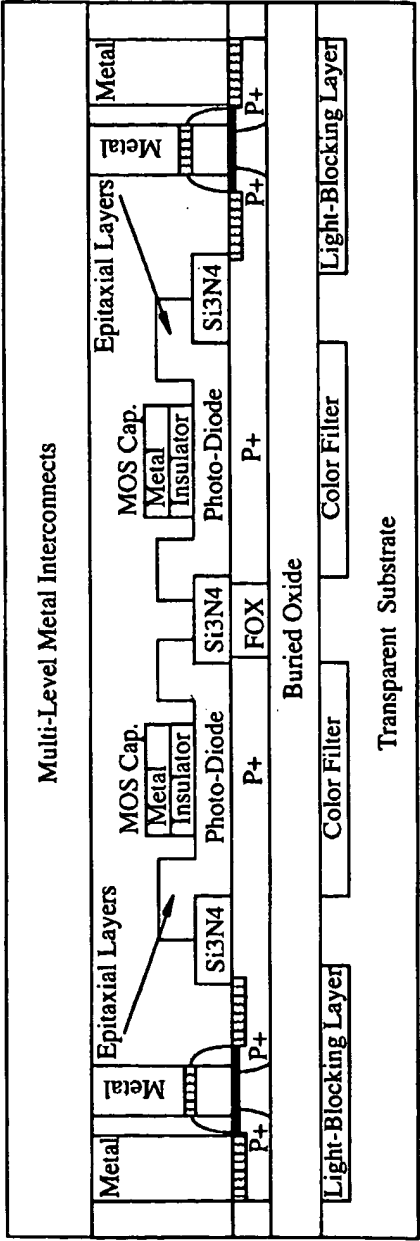 Multi-Level Metal Interconnects
Metal
Metal
Epitaxial Layers
MOS Cap.
Metal
Insulator
Photo-Diode
MOS Cap.
Metal
Insulator
Photo-Diode
Epitaxial Layers
Metal
Metal
Si3N4
Si3N4
Si3N4
P+
P+
P+
FOX
P+
P+
P+
Buried Oxide
Light-Blocking Layer
Color Filter
Color Filter
Light-Blocking Layer
Transparent Substrate